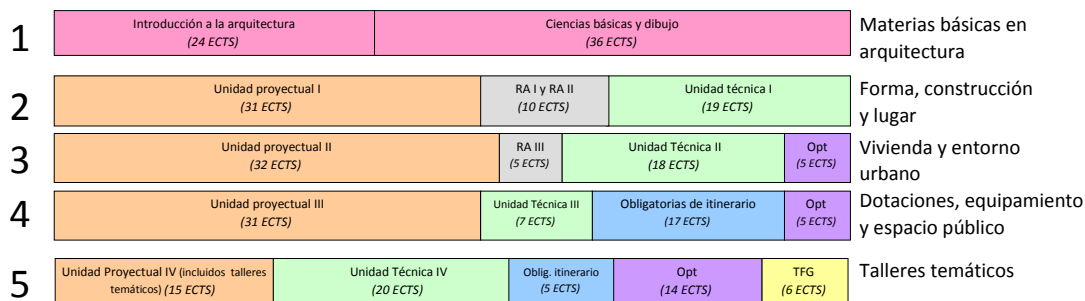 1
Introducción a la arquitectura
(24 ECTS)
Ciencias básicas y dibujo
(36 ECTS)
Materias básicas en
arquitectura
2
Unidad proyectual I
(31 ECTS)
RA I y RA II
(10 ECTS)
Unidad técnica I
(19 ECTS)
Forma, construcción
y lugar
3
Unidad proyectual II
(32 ECTS)
RA III
(5 ECTS)
Unidad Técnica II
(18 ECTS)
Opt
(5 ECTS)
Vivienda y entorno
urbano
4
Unidad proyectual III
(31 ECTS)
Unidad Técnica III
(7 ECTS)
Obligatorias de itinerario
(17 ECTS)
Opt
(5 ECTS)
Dotaciones, equipamiento
y espacio público
5
Unidad Proyectual IV (incluidos talleres
temáticos) (15 ECTS)
Unidad Técnica IV
(20 ECTS)
Oblig. itinerario
(5 ECTS)
Opt
(14 ECTS)
TFG
(6 ECTS)
Talleres temáticos